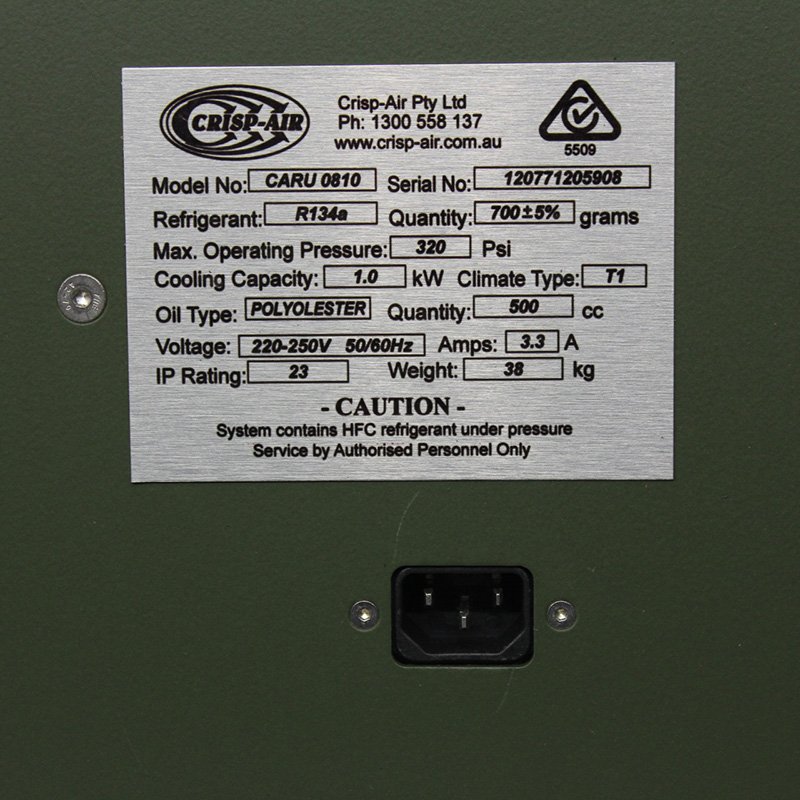 CRISP-AIR
Crisp-Air Pty Ltd
Ph: 1300 558 137
www.crisp-air.com.au
5509
Model No: CARU 0810 Serial No: 120771205908
Refrigerant: R134a Quantity: 700±5% grams
Max. Operating Pressure: 320 Psi
Cooling Capacity: 1.0 kW Climate Type: T1
Oil Type: POLYOLESTER Quantity: 500 cc
Voltage: 220-250V 50/60Hz Amps: 3.3 A
IP Rating: 23 Weight: 38 kg
- CAUTION -
System contains HFC refrigerant under pressure
Service by Authorised Personnel Only